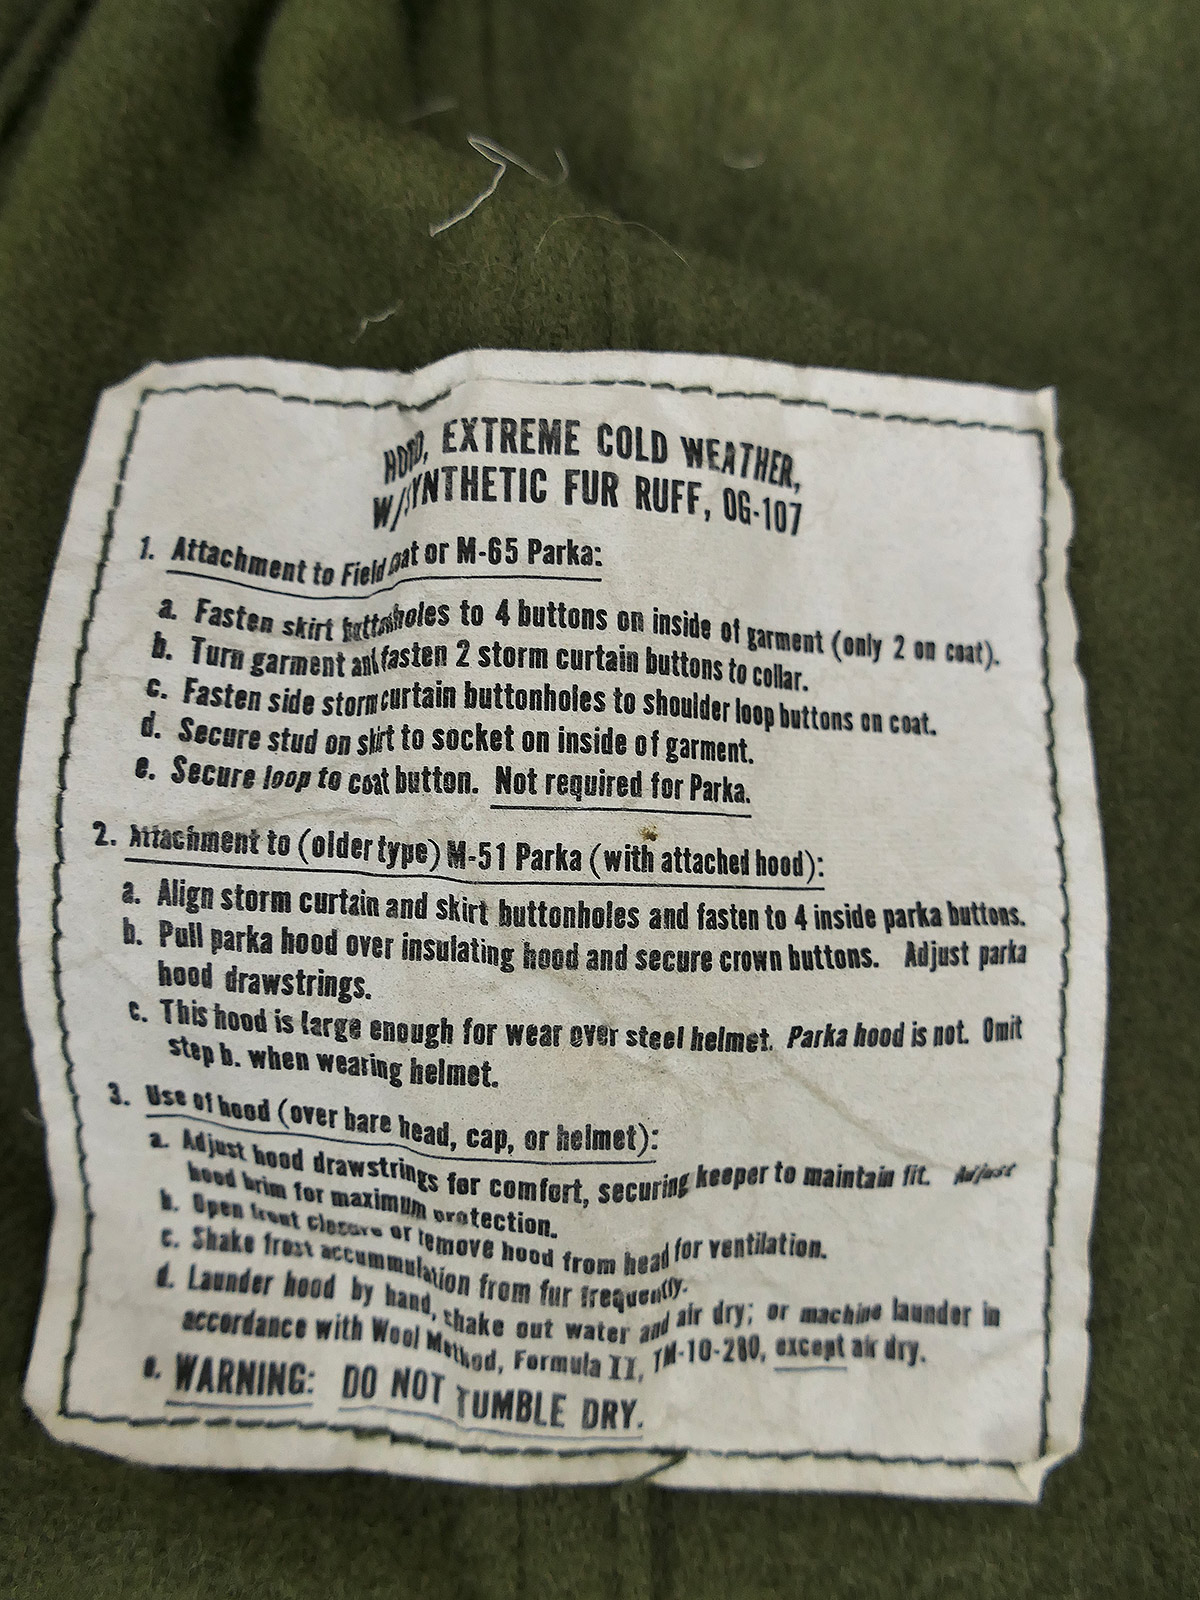 HOOD, EXTREME COLD WEATHER,
W/SYNTHETIC FUR RUFF, OG-107
1. Attachment to Field Coat or M-65 Parka:
a. Fasten skirt buttonholes to 4 buttons on inside of garment (only 2 on coat).
b. Turn garment and fasten 2 storm curtain buttons to collar.
c. Fasten side storm curtain buttonholes to shoulder loop buttons on coat.
d. Secure stud on skirt to socket on inside of garment.
e. Secure loop to coat button. Not required for Parka.
2. Attachment to (older type) M-51 Parka (with attached hood):
a. Align storm curtain and skirt buttonholes and fasten to 4 inside parka buttons.
b. Pull parka hood over insulating hood and secure crown buttons. Adjust parka
hood drawstrings.
c. This hood is large enough for wear over steel helmet. Parka hood is not. Omit
step b. when wearing helmet.
3. Use of hood (over bare head, cap, or helmet):
a. Adjust hood drawstrings for comfort, securing keeper to maintain fit. Adjust
hood brim for maximum protection.
b. Open front closure or remove hood from head for ventilation.
c. Shake frost accummulation from fur frequently.
d. Launder hood by hand, shake out water and air dry; or machine launder in
accordance with Wool Method, Formula II, TM-10-280, except air dry.
e. WARNING: DO NOT TUMBLE DRY.